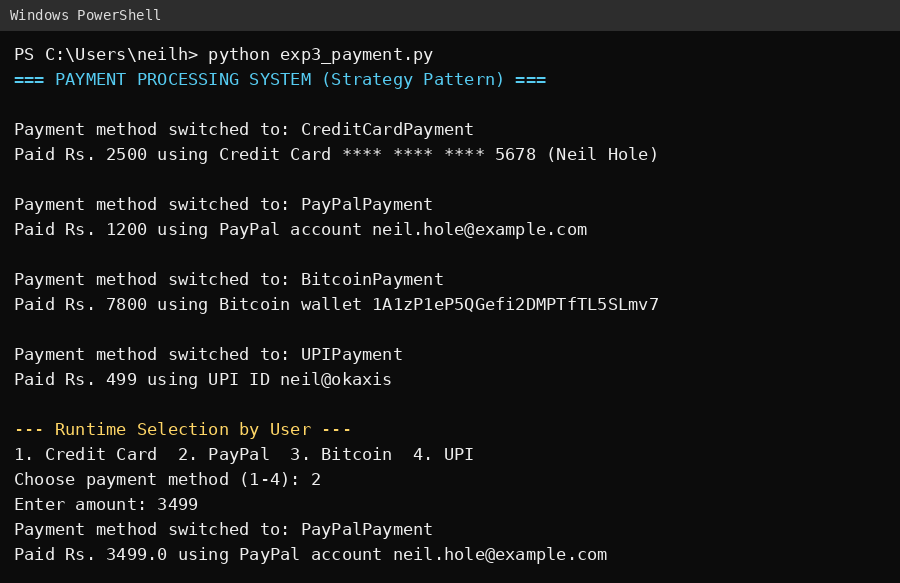 Windows PowerShell
PS C:\Users\neilh> python exp3_payment.py
=== PAYMENT PROCESSING SYSTEM (Strategy Pattern) ===
Payment method switched to: CreditCardPayment
Paid Rs. 2500 using Credit Card **** **** **** 5678 (Neil Hole)
Payment method switched to: PayPalPayment
Paid Rs. 1200 using PayPal account neil.hole@example.com
Payment method switched to: BitcoinPayment
Paid Rs. 7800 using Bitcoin wallet 1A1zP1eP5QGefi2DMPTfTL5SLmv7
Payment method switched to: UPIPayment
Paid Rs. 499 using UPI ID neil@okaxis
--- Runtime Selection by User ---
1. Credit Card  2. PayPal  3. Bitcoin  4. UPI
Choose payment method (1-4): 2
Enter amount: 3499
Payment method switched to: PayPalPayment
Paid Rs. 3499.0 using PayPal account neil.hole@example.com